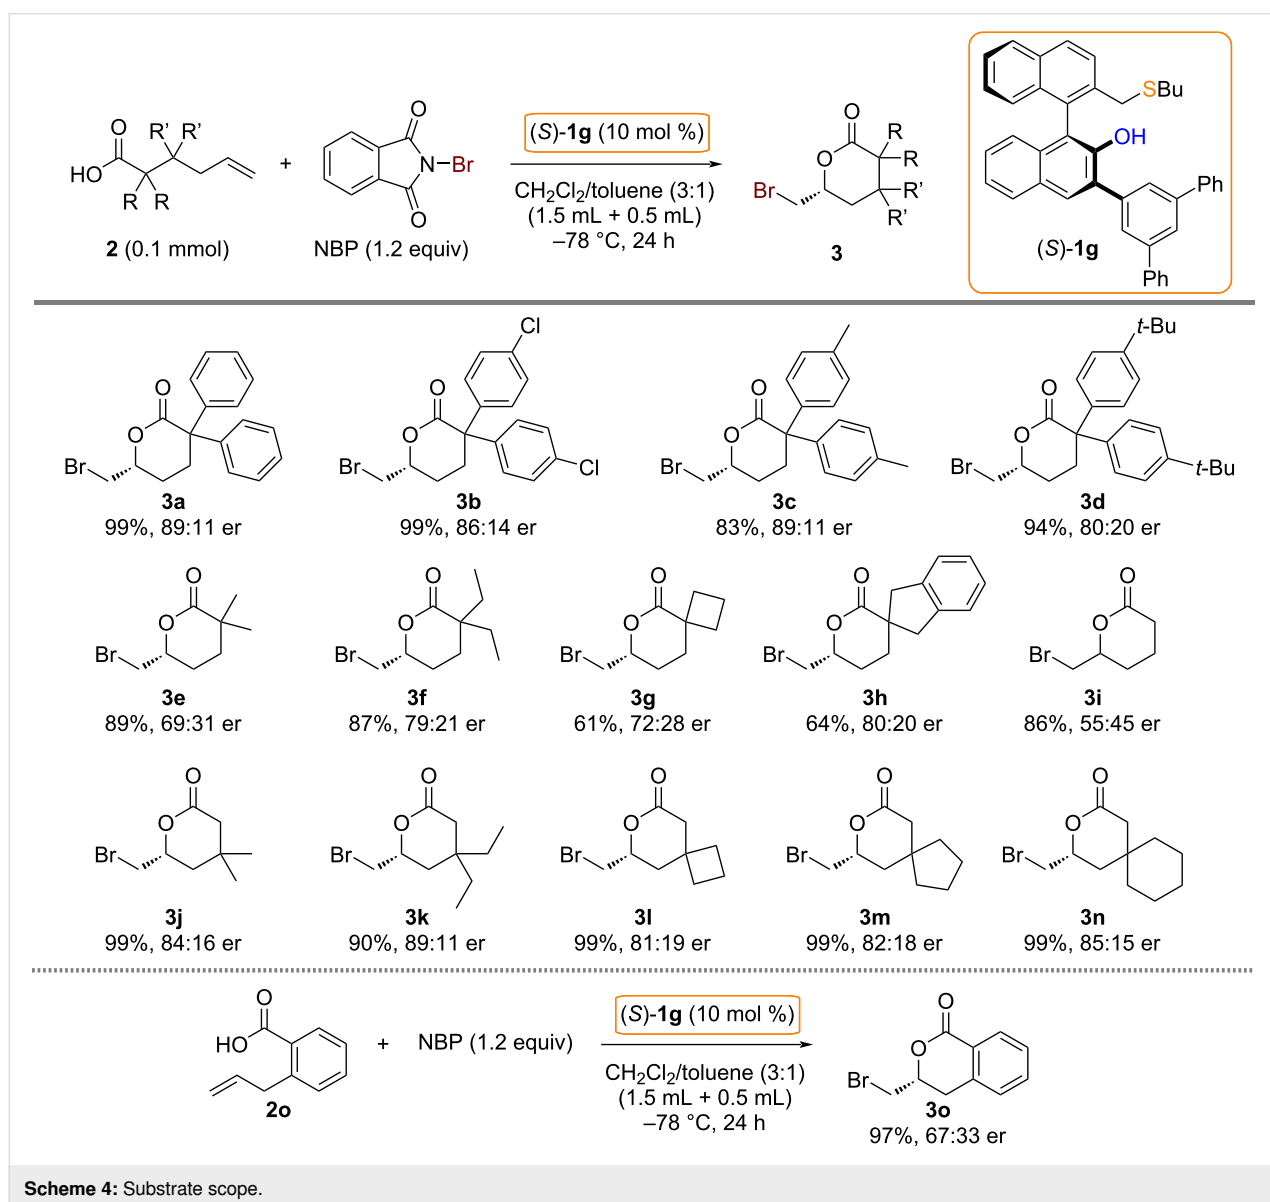 O R' R' HO R R
2 (0.1 mmol)
+
O N–Br O
NBP (1.2 equiv)
(S)-1g (10 mol %)
CH2Cl2/toluene (3:1)
(1.5 mL + 0.5 mL)
–78 °C, 24 h
O O R R Br R' R'
3
SBu
OH
Ph
(S)-1g
Ph
O O Br
3a
99%, 89:11 er
Cl O O Br Cl
3b
99%, 86:14 er
O O Br
3c
83%, 89:11 er
t-Bu O O Br t-Bu
3d
94%, 80:20 er
O O Br
3e
89%, 69:31 er
O O Br
3f
87%, 79:21 er
O O Br
3g
61%, 72:28 er
O O Br
3h
64%, 80:20 er
O O Br
3i
86%, 55:45 er
O O Br
3j
99%, 84:16 er
O O Br
3k
90%, 89:11 er
O O Br
3l
99%, 81:19 er
O O Br
3m
99%, 82:18 er
O O Br
3n
99%, 85:15 er
O HO
2o
+
NBP (1.2 equiv)
(S)-1g (10 mol %)
CH2Cl2/toluene (3:1)
(1.5 mL + 0.5 mL)
–78 °C, 24 h
O O Br
3o
97%, 67:33 er
Scheme 4: Substrate scope.